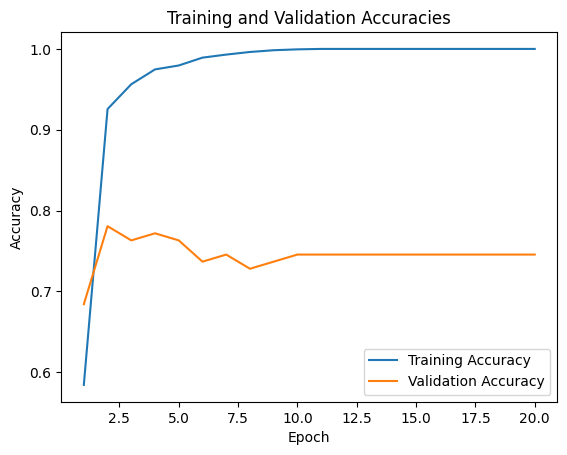 Training and Validation Accuracies
1.0
0.9
0.8
0.7
0.6
Accuracy
Training Accuracy
Validation Accuracy
2.5 5.0 7.5 10.0 12.5 15.0 17.5 20.0
Epoch